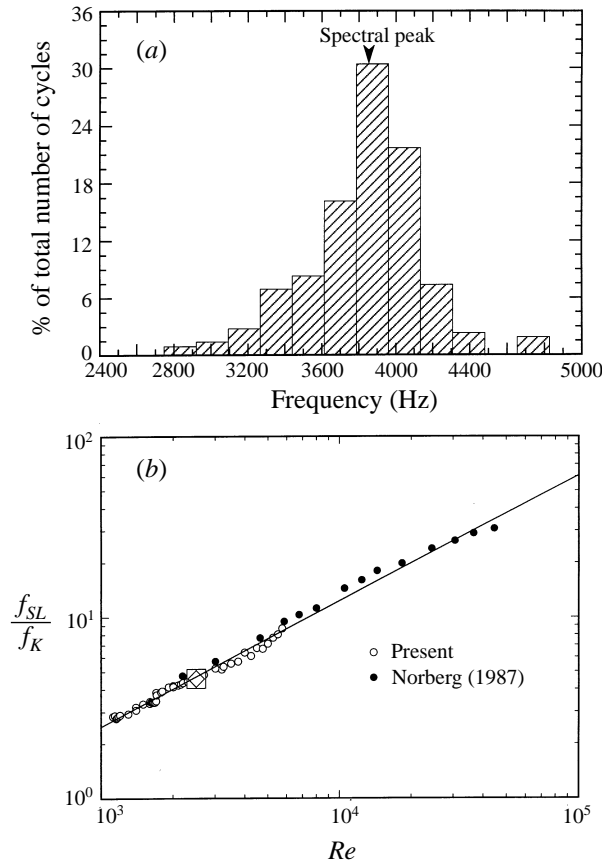 36
(a)
Spectral peak
30
24
18
12
6
0
% of total number of cycles
2400 2800 3200 3600 4000 4400 5000
Frequency (Hz)
10²
(b)
f_SL
f_K
10¹
Present
Norberg (1987)
10⁰
10³ 10⁴ 10⁵
Re